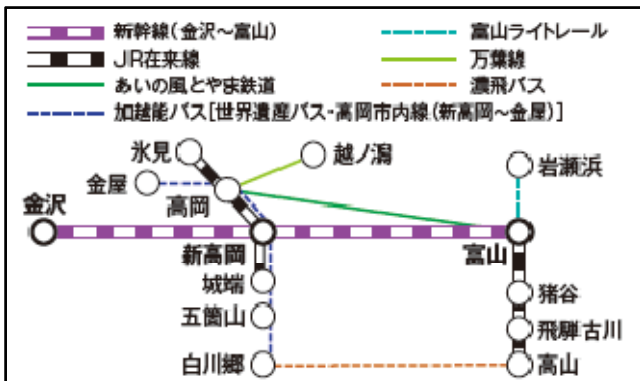 新幹線(金沢～富山)
富山ライトレール
JR在来線
万葉線
あいの風とやま鉄道
濃飛バス
加越能バス[世界遺産バス・高岡市内線(新高岡～金屋)]
氷見
越ノ潟
岩瀬浜
金屋
高岡
金沢
新高岡
富山
城端
猪谷
五箇山
飛騨古川
白川郷
高山